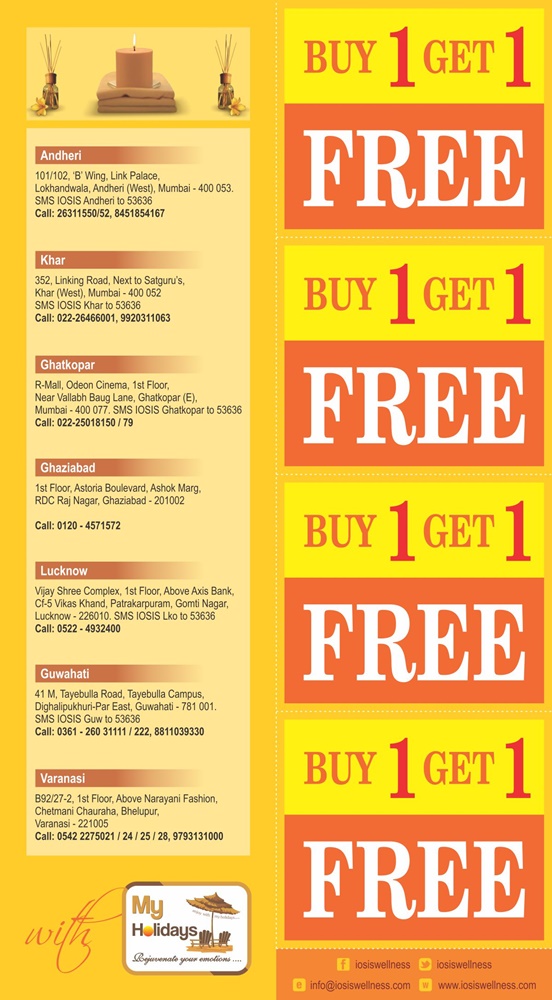 Andheri
101/102, 'B' Wing, Link Palace,
Lokhandwala, Andheri (West), Mumbai - 400 053.
SMS IOSIS Andheri to 53636
Call: 26311550/52, 8451854167
Khar
352, Linking Road, Next to Satguru's,
Khar (West), Mumbai - 400 052
SMS IOSIS Khar to 53636
Call: 022-26466001, 9920311063
Ghatkopar
R-Mall, Odeon Cinema, 1st Floor,
Near Vallabh Baug Lane, Ghatkopar (E),
Mumbai - 400 077. SMS IOSIS Ghatkopar to 53636
Call: 022-25018150 / 79
Ghaziabad
1st Floor, Astoria Boulevard, Ashok Marg,
RDC Raj Nagar, Ghaziabad - 201002
Call: 0120 - 4571572
Lucknow
Vijay Shree Complex, 1st Floor, Above Axis Bank,
Cf-5 Vikas Khand, Patrakarpuram, Gomti Nagar,
Lucknow - 226010. SMS IOSIS Lko to 53636
Call: 0522 - 4932400
Guwahati
41 M, Tayebulla Road, Tayebulla Campus,
Dighalipukhuri-Par East, Guwahati - 781 001.
SMS IOSIS Guw to 53636
Call: 0361 - 260 31111 / 222, 8811039330
Varanasi
B92/27-2, 1st Floor, Above Narayani Fashion,
Chetmani Chauraha, Bhelupur,
Varanasi - 221005
Call: 0542 2275021 / 24 / 25 / 28, 9793131000
with
My
Holidays
Rejuvenate your emotions ....
BUY 1 GET 1
FREE
BUY 1 GET 1
FREE
BUY 1 GET 1
FREE
BUY 1 GET 1
FREE
iosiswellness iosiswellness
info@iosiswellness.com www.iosiswellness.com